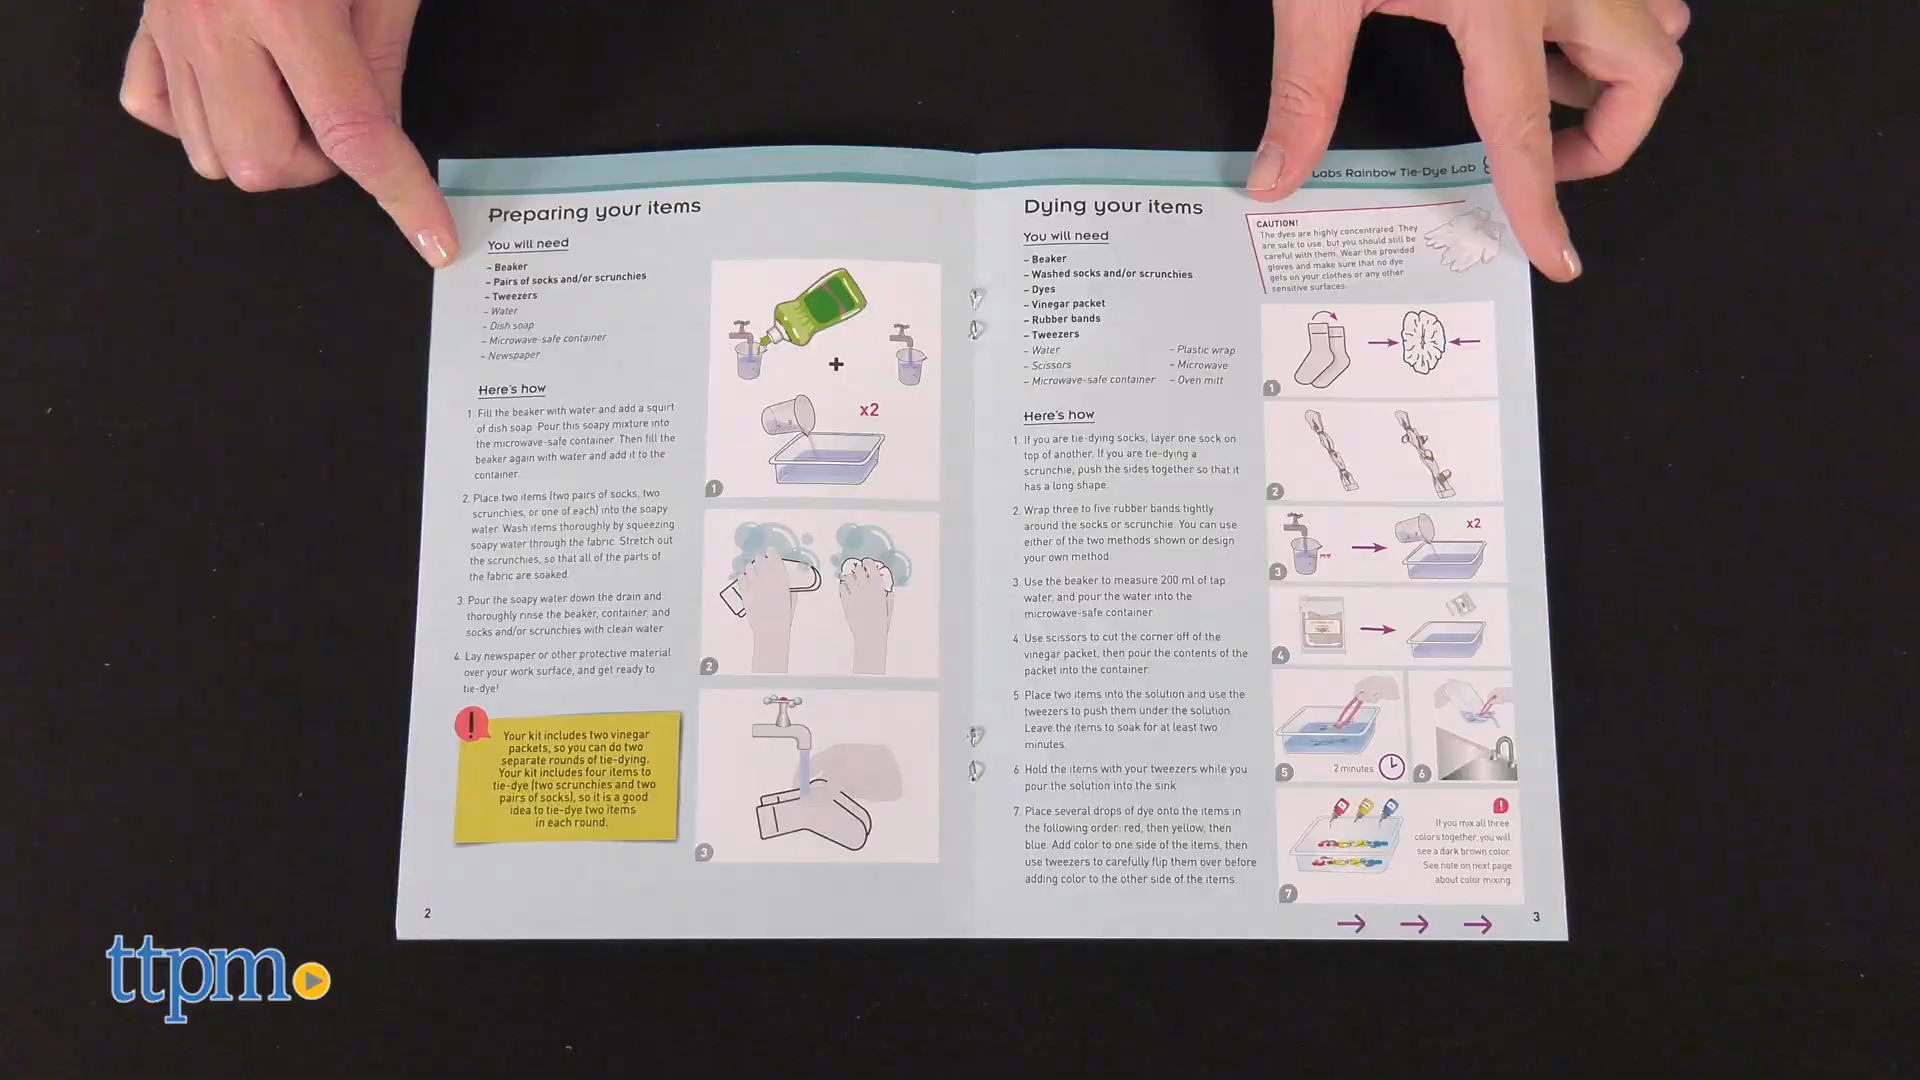 Preparing your items
You will need
– Beaker
– Pairs of socks and/or scrunchies
– Tweezers
– Water
– Dish soap
– Microwave-safe container
– Newspaper
Here's how
1. Fill the beaker with water and add a squirt
of dish soap. Pour this soapy mixture into
the microwave-safe container. Then fill the
beaker again with water and add it to the
container.
2. Place two items (two pairs of socks, two
scrunchies, or one of each) into the soapy
water. Wash items thoroughly by squeezing
soapy water through the fabric. Stretch out
the scrunchies, so that all of the parts of
the fabric are soaked.
3. Pour the soapy water down the drain and
thoroughly rinse the beaker, container, and
socks and/or scrunchies with clean water.
4. Lay newspaper or other protective material
over your work surface, and get ready to
tie-dye!
!
Your kit includes two vinegar
packets, so you can do two
separate rounds of tie-dying.
Your kit includes four items to
tie-dye (two scrunchies and two
pairs of socks), so it is a good
idea to tie-dye two items
in each round.
+
x2
1
2
3
2
Labs Rainbow Tie-Dye Lab
Dying your items
You will need
– Beaker
– Washed socks and/or scrunchies
– Dyes
– Vinegar packet
– Rubber bands
– Tweezers
– Water
– Scissors
– Microwave-safe container
– Plastic wrap
– Microwave
– Oven mitt
CAUTION!
The dyes are highly concentrated. They
are safe to use, but you should still be
careful with them. Wear the provided
gloves and make sure that no dye
gets on your clothes or any other
sensitive surfaces.
Here's how
1. If you are tie-dying socks, layer one sock on
top of another. If you are tie-dying a
scrunchie, push the sides together so that it
has a long shape.
2. Wrap three to five rubber bands tightly
around the socks or scrunchie. You can use
either of the two methods shown or design
your own method.
3. Use the beaker to measure 200 ml of tap
water, and pour the water into the
microwave-safe container.
4. Use scissors to cut the corner off of the
vinegar packet, then pour the contents of the
packet into the container.
5. Place two items into the solution and use the
tweezers to push them under the solution.
Leave the items to soak for at least two
minutes.
6. Hold the items with your tweezers while you
pour the solution into the sink.
7. Place several drops of dye onto the items in
the following order: red, then yellow, then
blue. Add color to one side of the items, then
use tweezers to carefully flip them over before
adding color to the other side of the items.
1
2
x2
3
4
5
2 minutes
6
!
If you mix all three
colors together, you will
see a dark brown color.
See note on next page
about color mixing.
7
3
ttpm